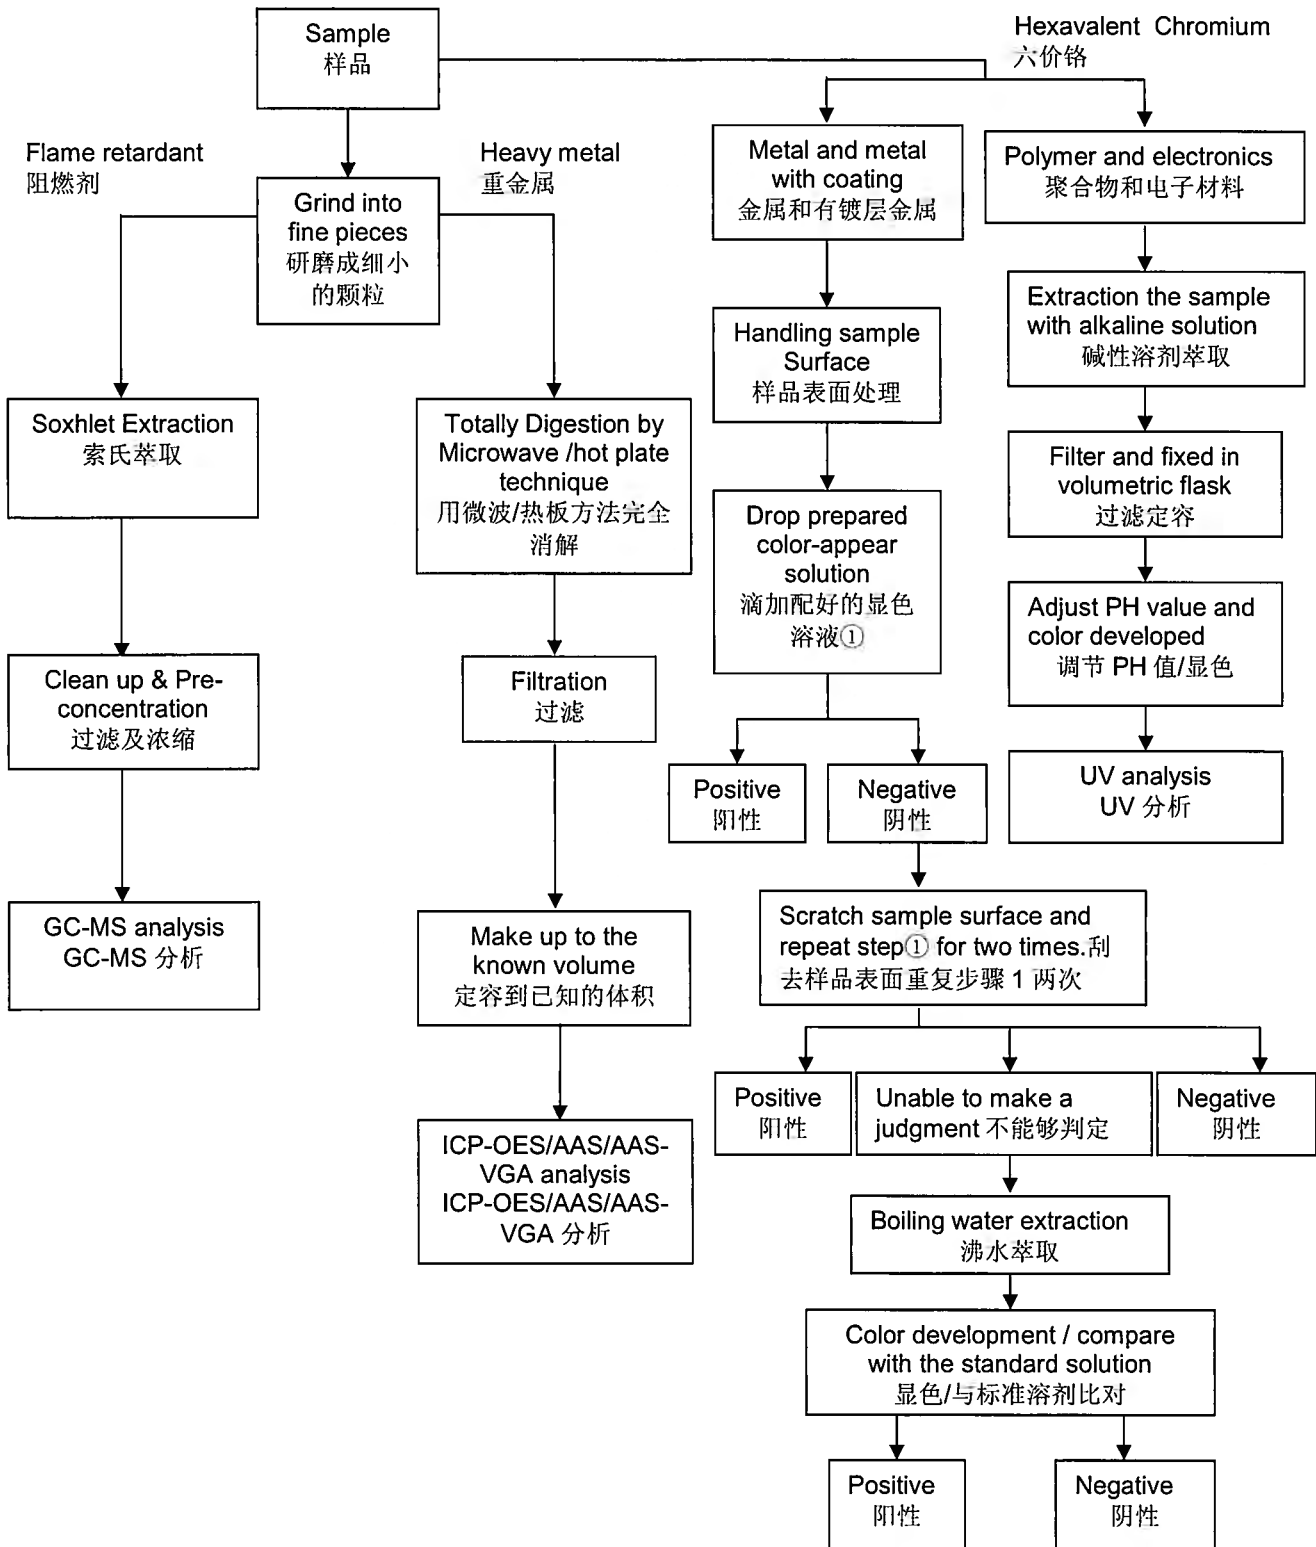 Sample
样品
Hexavalent Chromium
六价铬
Flame retardant
阻燃剂
Heavy metal
重金属
Grind into
fine pieces
研磨成细小
的颗粒
Metal and metal
with coating
金属和有镀层金属
Polymer and electronics
聚合物和电子材料
Handling sample
Surface
样品表面处理
Extraction the sample
with alkaline solution
碱性溶剂萃取
Soxhlet Extraction
索氏萃取
Totally Digestion by
Microwave /hot plate
technique
用微波/热板方法完全
消解
Drop prepared
color-appear
solution
滴加配好的显色
溶液①
Filter and fixed in
volumetric flask
过滤定容
Adjust PH value and
color developed
调节 PH 值/显色
Clean up & Pre-
concentration
过滤及浓缩
Filtration
过滤
Positive
阳性
Negative
阴性
UV analysis
UV 分析
GC-MS analysis
GC-MS 分析
Make up to the
known volume
定容到已知的体积
Scratch sample surface and
repeat step① for two times.刮
去样品表面重复步骤 1 两次
Positive
阳性
Unable to make a
judgment 不能够判定
Negative
阴性
ICP-OES/AAS/AAS-
VGA analysis
ICP-OES/AAS/AAS-
VGA 分析
Boiling water extraction
沸水萃取
Color development / compare
with the standard solution
显色/与标准溶剂比对
Positive
阳性
Negative
阴性